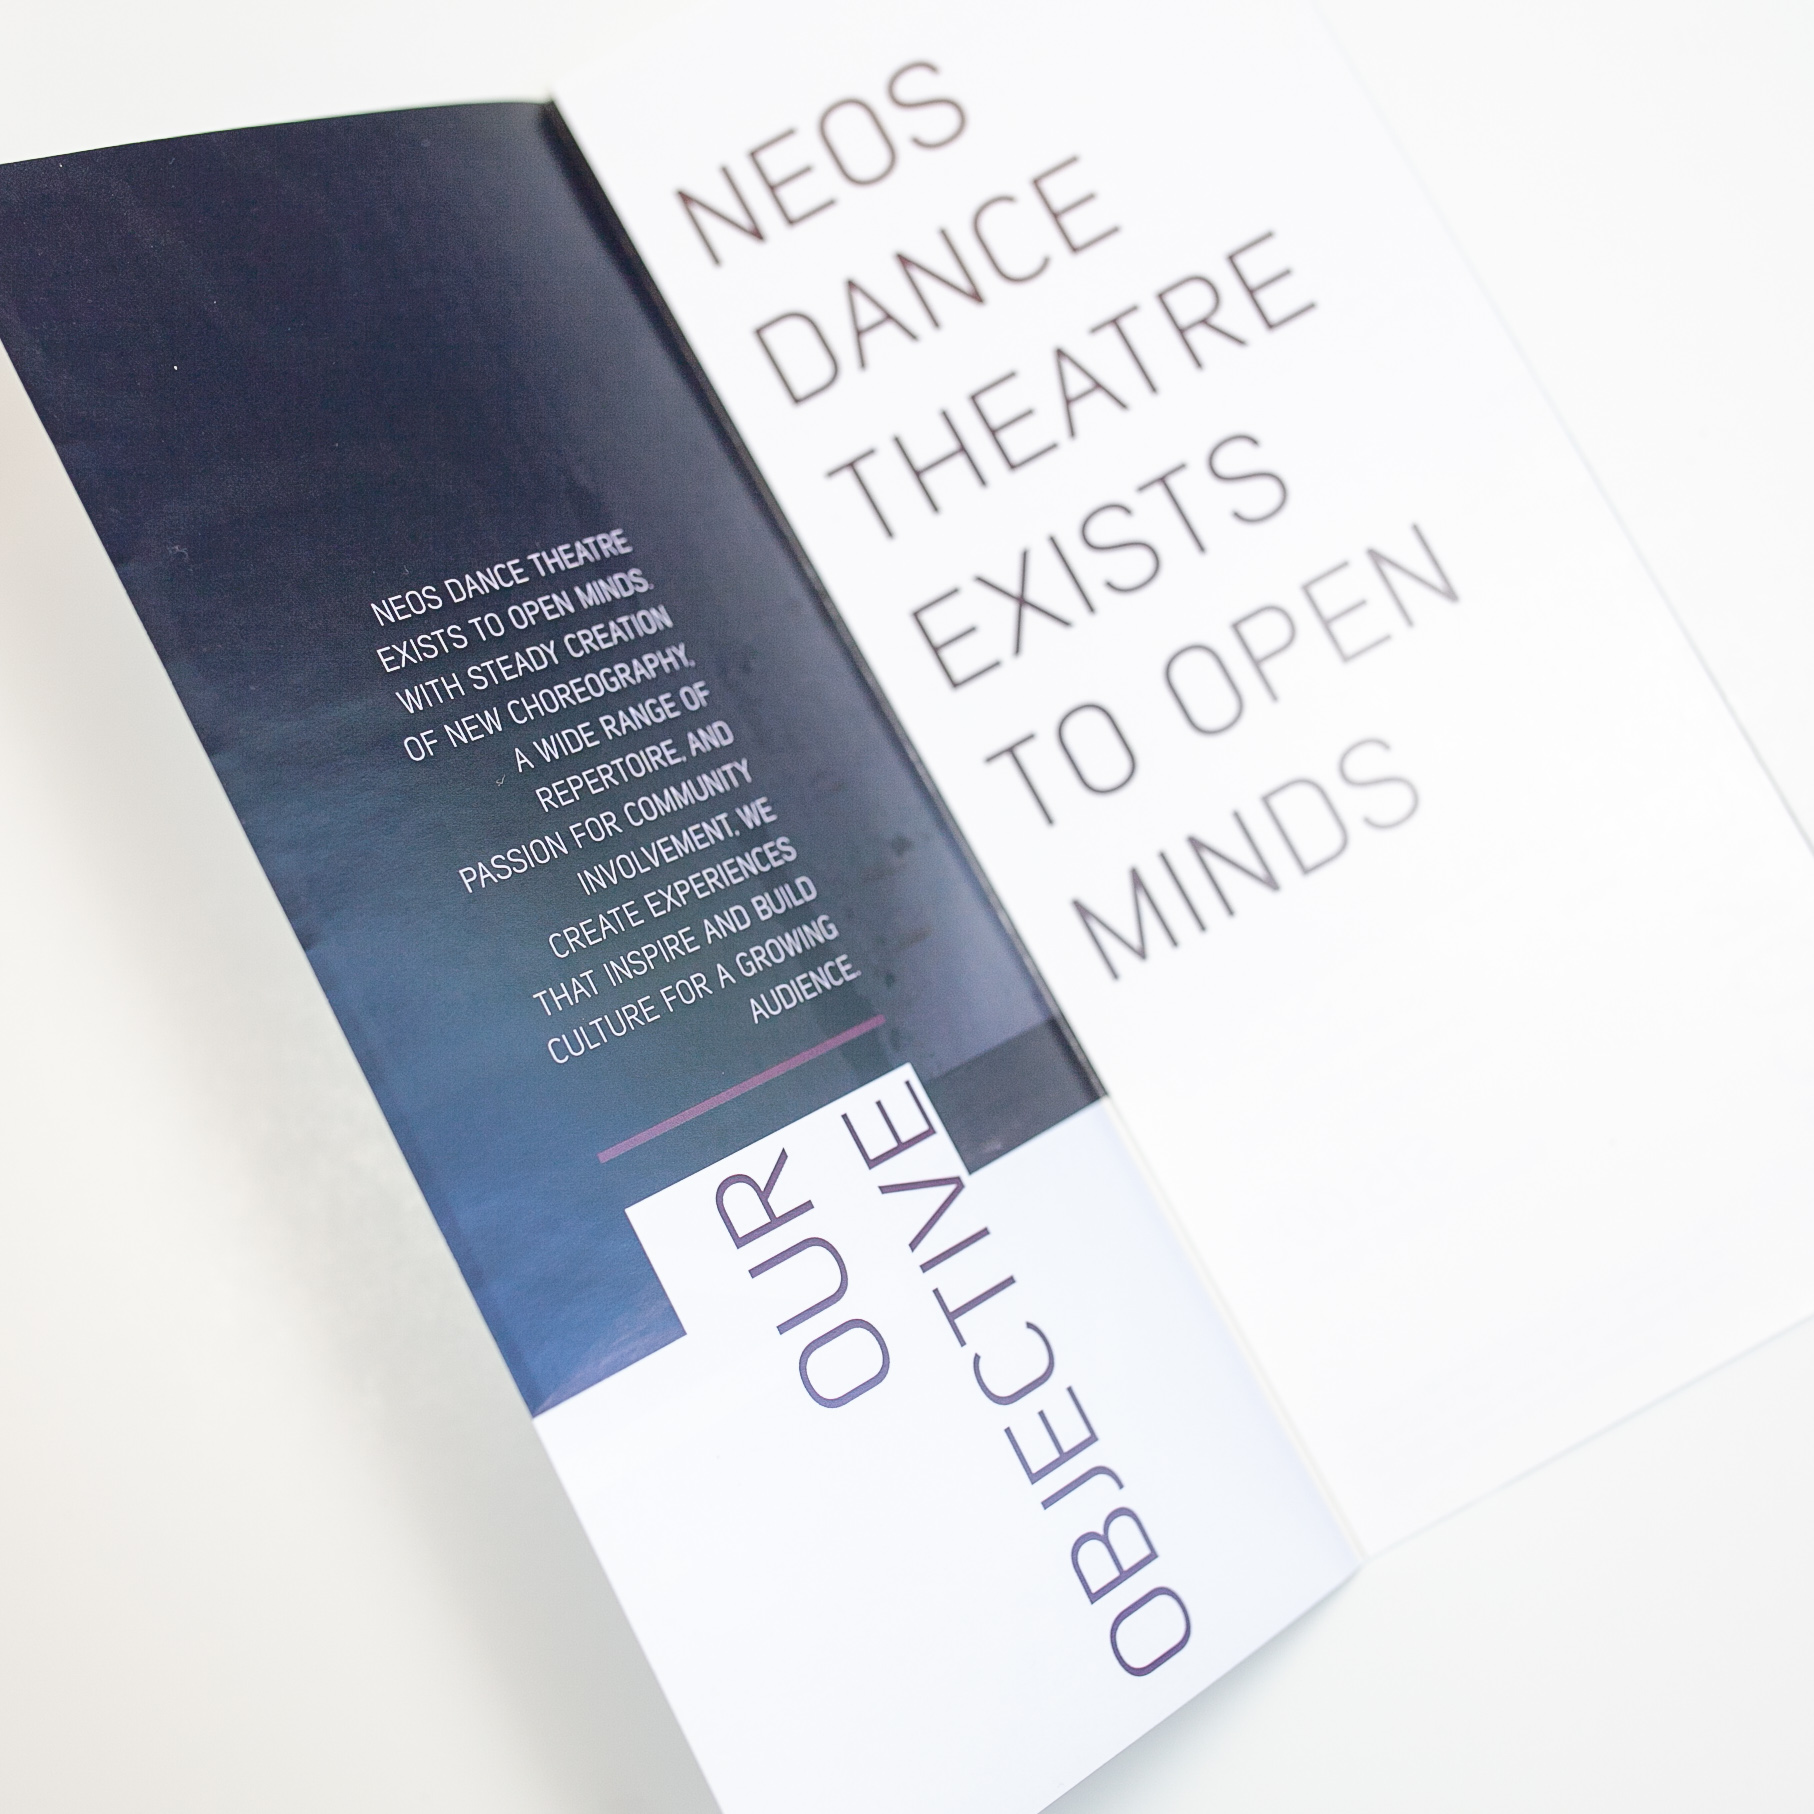 NEOS DANCE THEATRE
EXISTS TO OPEN MINDS.
WITH STEADY CREATION
OF NEW CHOREOGRAPHY,
A WIDE RANGE OF
REPERTOIRE, AND
PASSION FOR COMMUNITY
INVOLVEMENT, WE
CREATE EXPERIENCES
THAT INSPIRE AND BUILD
CULTURE FOR A GROWING
AUDIENCE.
OUR
OBJECTIVE
NEOS
DANCE
THEATRE
EXISTS
TO OPEN
MINDS